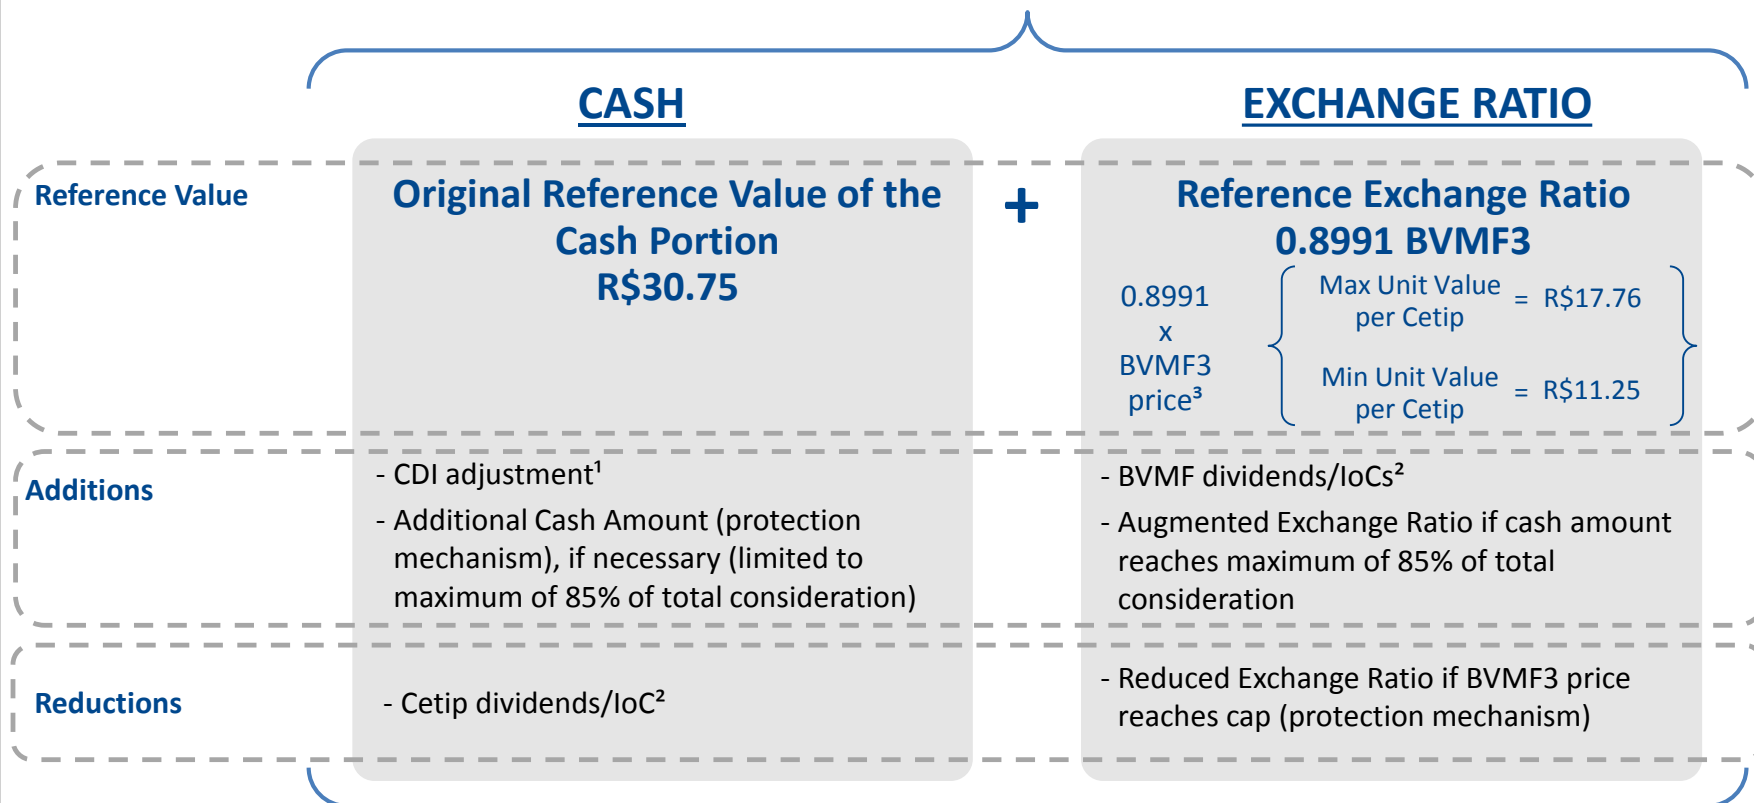 CASH
EXCHANGE RATIO
Reference Value
Original Reference Value of the
Cash Portion
R$30.75
+
Reference Exchange Ratio
0.8991 BVMF3
0.8991
x
BVMF3
price³
Max Unit Value
per Cetip
= R$17.76
Min Unit Value
per Cetip
= R$11.25
Additions
- CDI adjustment¹
- Additional Cash Amount (protection
mechanism), if necessary (limited to
maximum of 85% of total consideration)
- BVMF dividends/IoCs²
- Augmented Exchange Ratio if cash amount
reaches maximum of 85% of total
consideration
Reductions
- Cetip dividends/IoC²
- Reduced Exchange Ratio if BVMF3 price
reaches cap (protection mechanism)